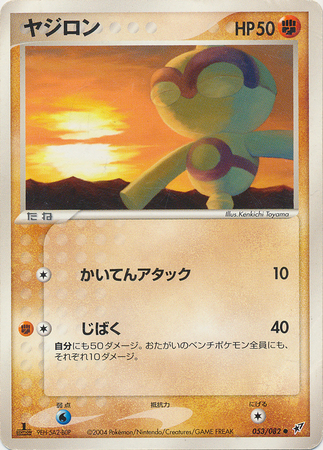 ヤジロン HP50
Illus.Kenkichi Toyama
たね
かいてんアタック 10
じばく 40
自分にも50ダメージ。おたがいのベンチポケモン全員にも、
それぞれ10ダメージ。
弱点 抵抗力 にげる
1
©2004 Pokémon/Nintendo/Creatures/GAME FREAK
053/082 ●